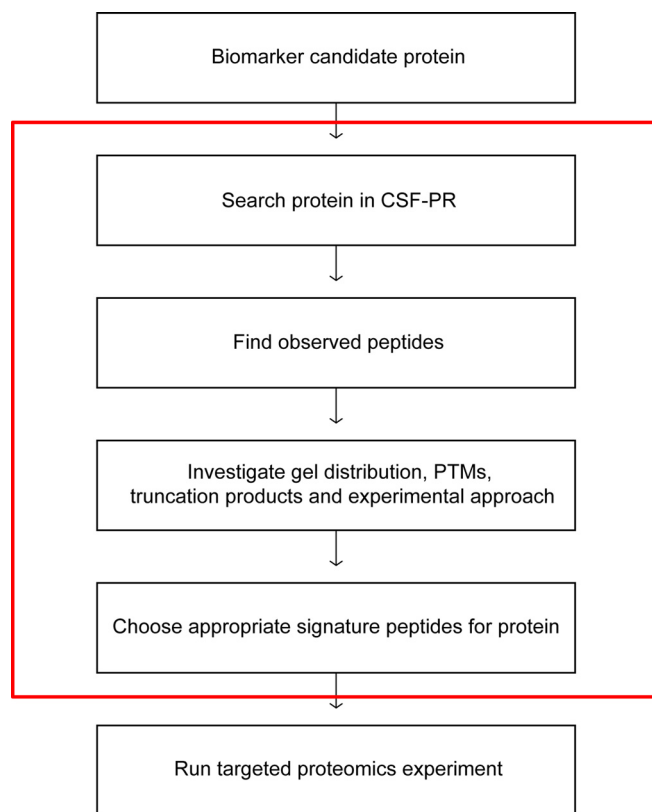 Biomarker candidate protein
Search protein in CSF-PR
Find observed peptides
Investigate gel distribution, PTMs,
truncation products and experimental approach
Choose appropriate signature peptides for protein
Run targeted proteomics experiment